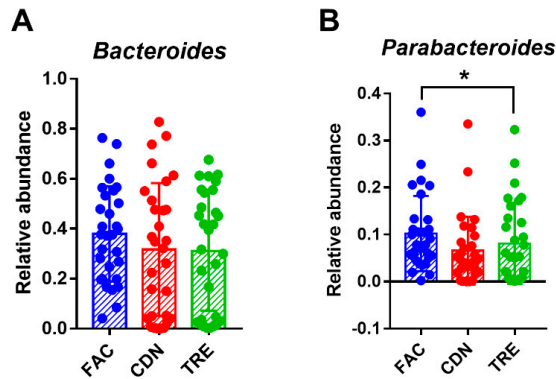 A
Bacteroides
Relative abundance
1.0
0.8
0.6
0.4
0.2
0.0
FAC
CDN
TRE
B
Parabacteroides
*
Relative abundance
0.4
0.3
0.2
0.1
0.0
-0.1
FAC
CDN
TRE